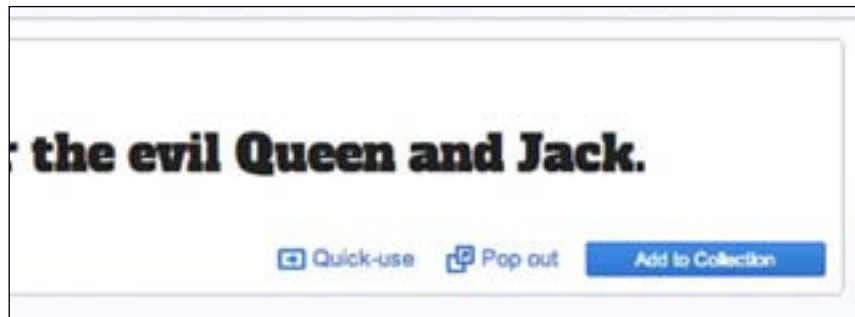 the evil Queen and Jack.
Quick-use Pop out Add to Collection